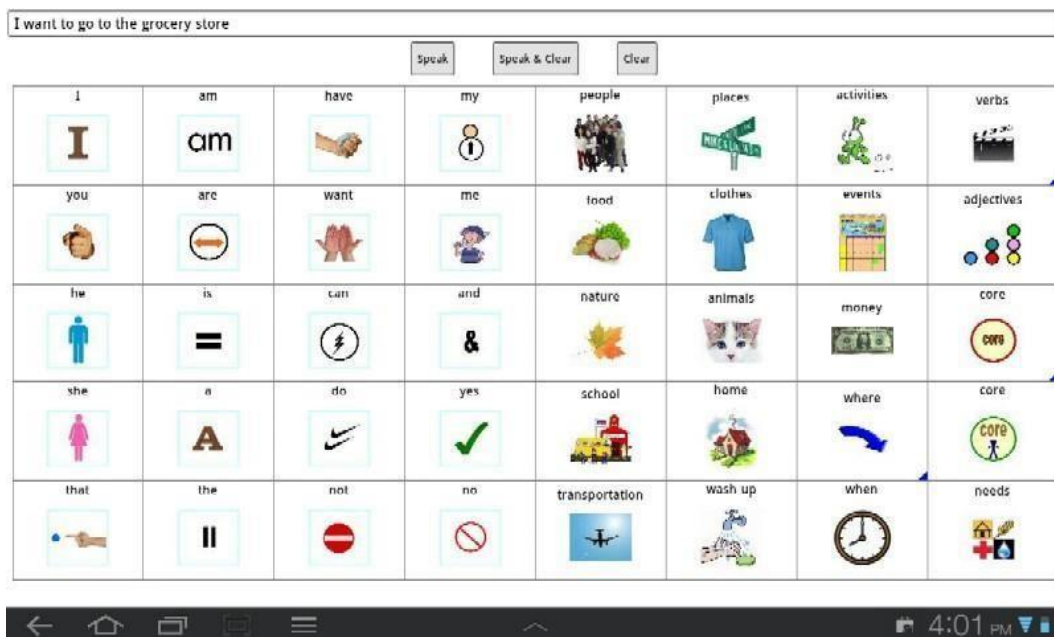 I want to go to the grocery store
Speak Speak & Clear Clear
I am have my people places activities verbs
I am
you are want me food clothes events adjectives
he is can and nature animals money core
& core
she a do yes school home where core
A core
that the not no transportation wash up when needs
4:01 PM